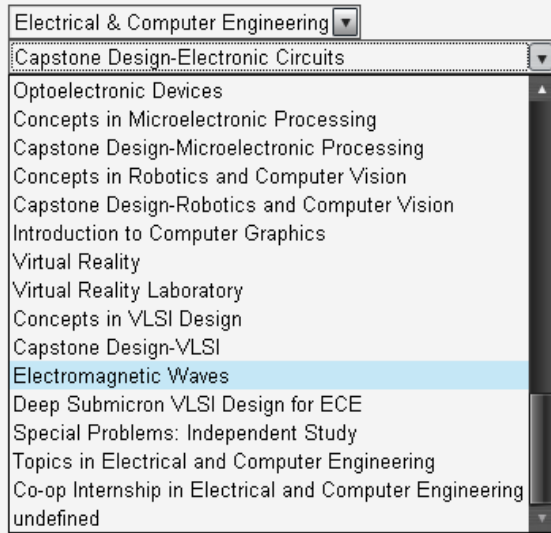 Electrical & Computer Engineering
Capstone Design-Electronic Circuits
Optoelectronic Devices
Concepts in Microelectronic Processing
Capstone Design-Microelectronic Processing
Concepts in Robotics and Computer Vision
Capstone Design-Robotics and Computer Vision
Introduction to Computer Graphics
Virtual Reality
Virtual Reality Laboratory
Concepts in VLSI Design
Capstone Design-VLSI
Electromagnetic Waves
Deep Submicron VLSI Design for ECE
Special Problems: Independent Study
Topics in Electrical and Computer Engineering
Co-op Internship in Electrical and Computer Engineering
undefined